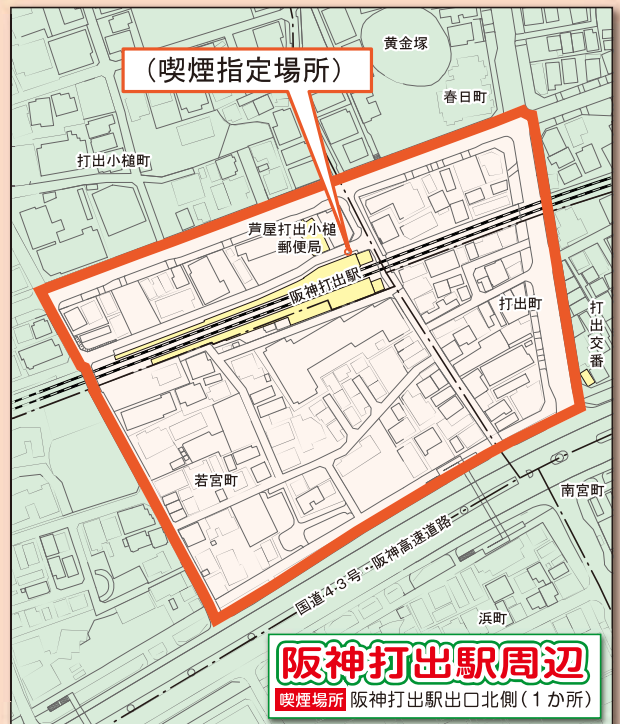 黄金塚
（喫煙指定場所）
春日町
打出小槌町
芦屋打出小槌
郵便局
阪神打出駅
打出町
打出交番
若宮町
南宮町
国道43号・阪神高速道路
浜町
阪神打出駅周辺
喫煙場所 阪神打出駅出口北側（1か所）